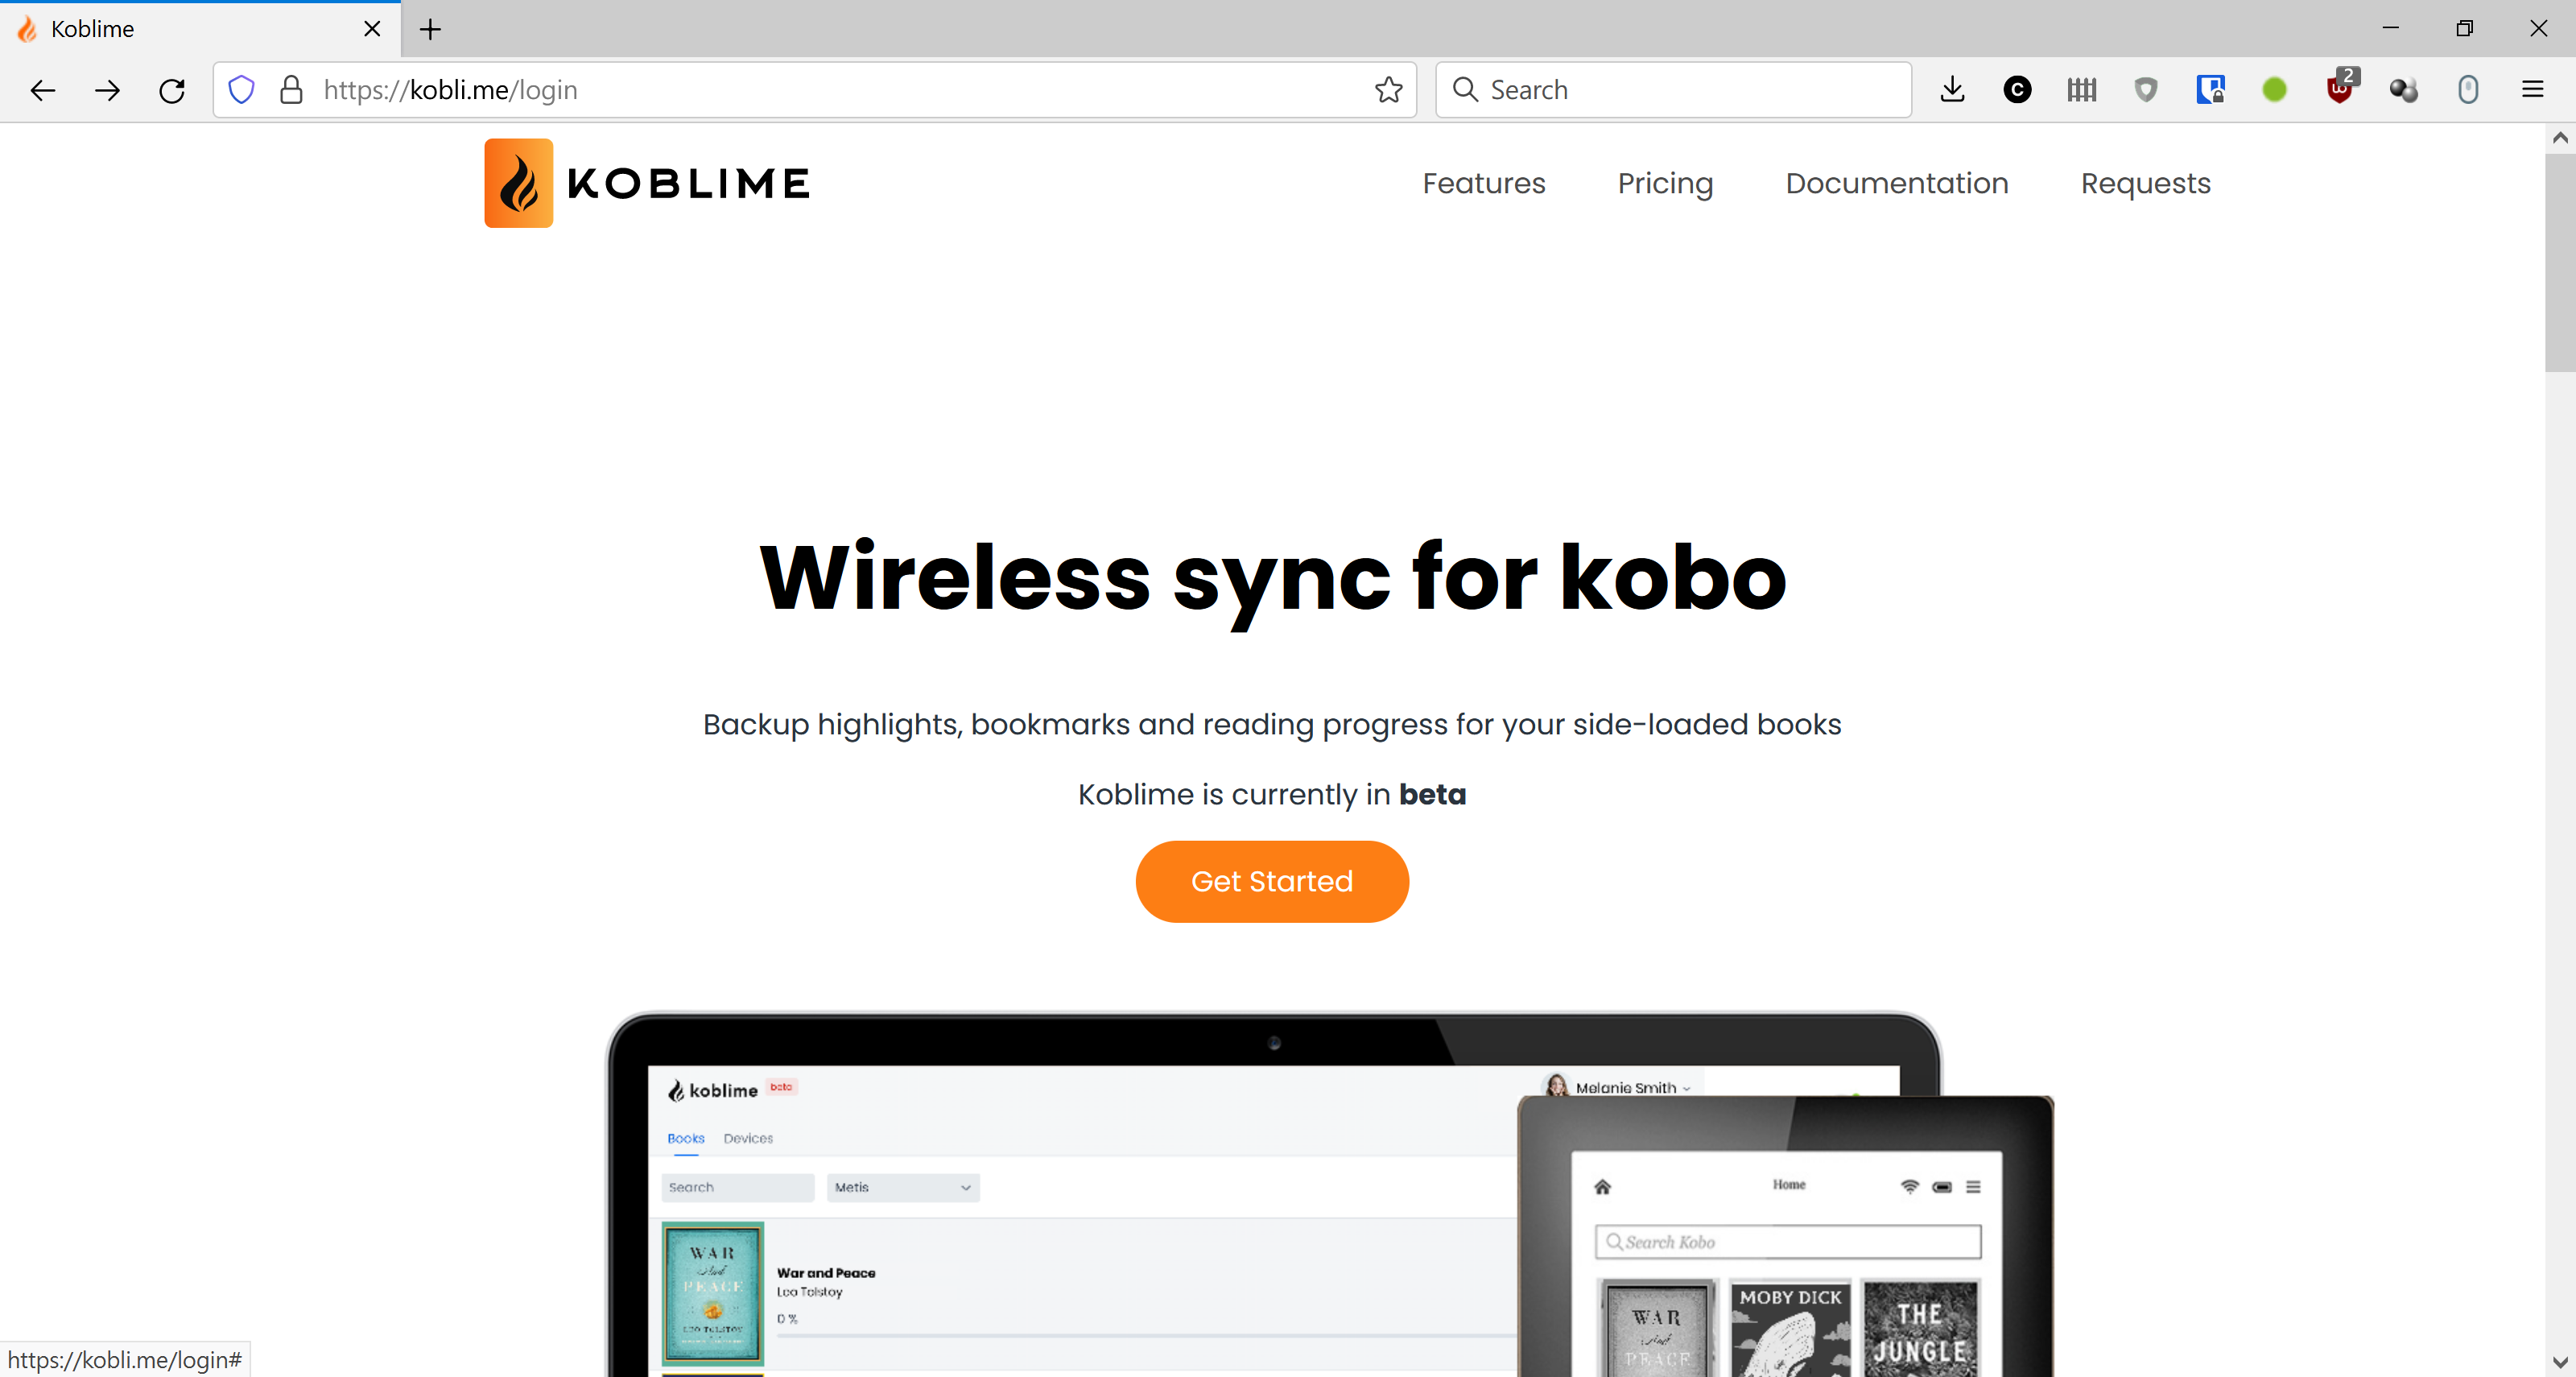 Koblime
https://kobli.me/login
Search
2
KOBLIME
Features Pricing Documentation Requests
Wireless sync for kobo
Backup highlights, bookmarks and reading progress for your side-loaded books
Koblime is currently in beta
Get Started
koblime beta
Melanie Smith
Books Devices
Search Metis
WAR
And
PEACE
LEO TOLSTOY
War and Peace
Leo Tolstoy
0 %
Home
Search Kobo
WAR
And
PEACE
MOBY DICK
THE
JUNGLE
https://kobli.me/login#